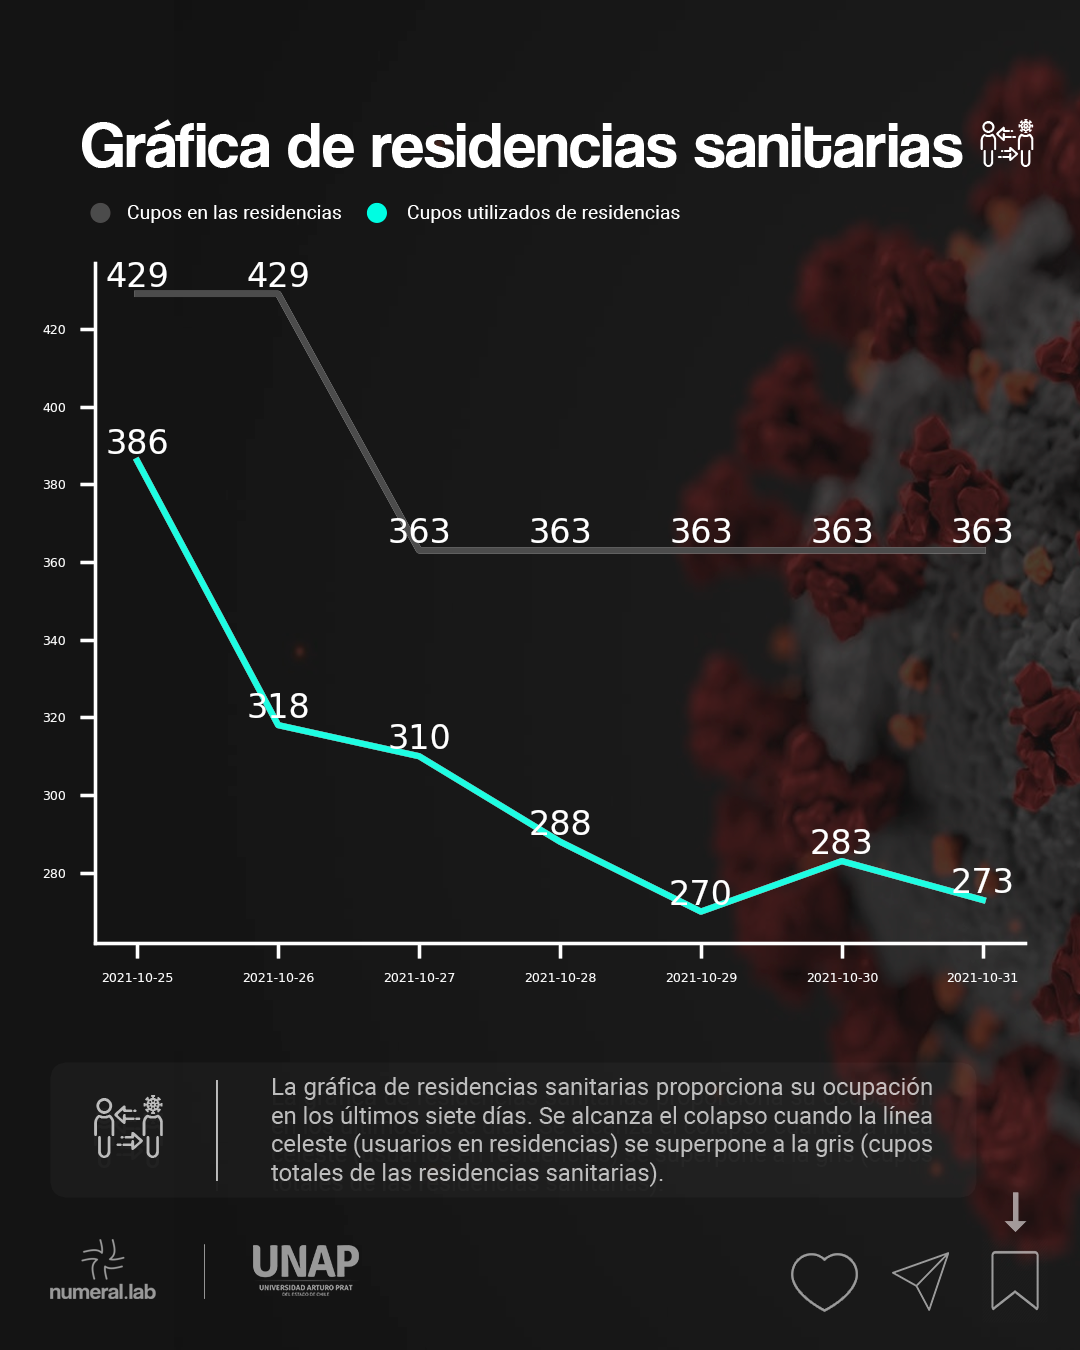 Gráfica de residencias sanitarias
Cupos en las residencias
Cupos utilizados de residencias
429 429
420
400
386
380
363 363 363 363 363
360
340
320
318
310
300
288
283
280
273
270
2021-10-25 2021-10-26 2021-10-27 2021-10-28 2021-10-29 2021-10-30 2021-10-31
La gráfica de residencias sanitarias proporciona su ocupación
en los últimos siete días. Se alcanza el colapso cuando la línea
celeste (usuarios en residencias) se superpone a la gris (cupos
totales de las residencias sanitarias).
numeral.lab
UNAP
UNIVERSIDAD ARTURO PRAT
DEL ESTADO DE CHILE